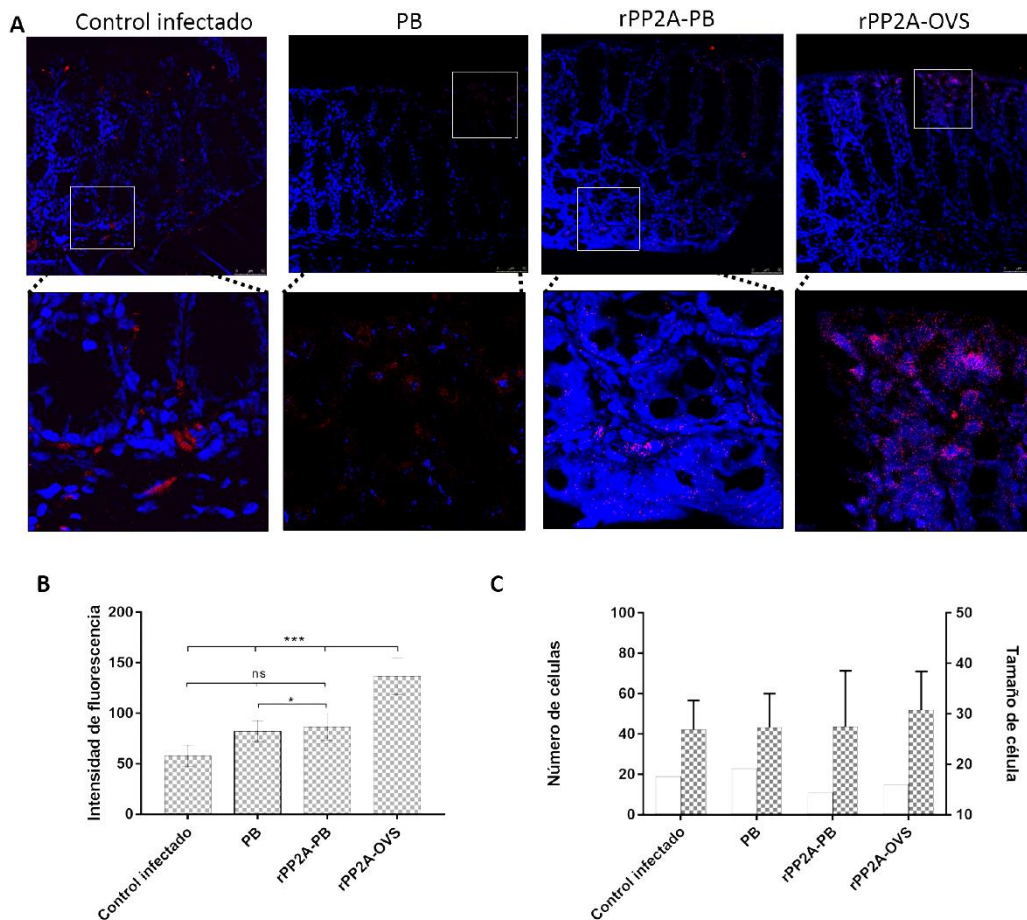 A
Control infectado
PB
rPP2A-PB
rPP2A-OVS
B
Intensidad de fluorescencia
200
150
100
50
0
***
ns
*
Control infectado
PB
rPP2A-PB
rPP2A-OVS
C
Número de células
100
80
60
40
20
0
50
40
30
20
10
Tamaño de
célula
Control infectado
PB
rPP2A-PB
rPP2A-OVS